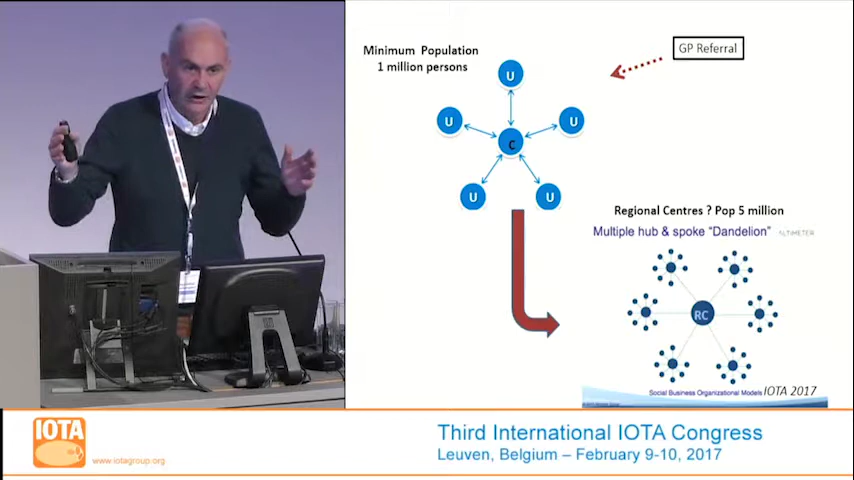 Minimum Population
1 million persons
GP Referral
U
U
U
C
U
U
Regional Centres ? Pop 5 million
Multiple hub & spoke “Dandelion”
ALTIMETER
RC
Social Business Organizational Models
IOTA 2017
IOTA
www.iotagroup.org
Third International IOTA Congress
Leuven, Belgium – February 9-10, 2017